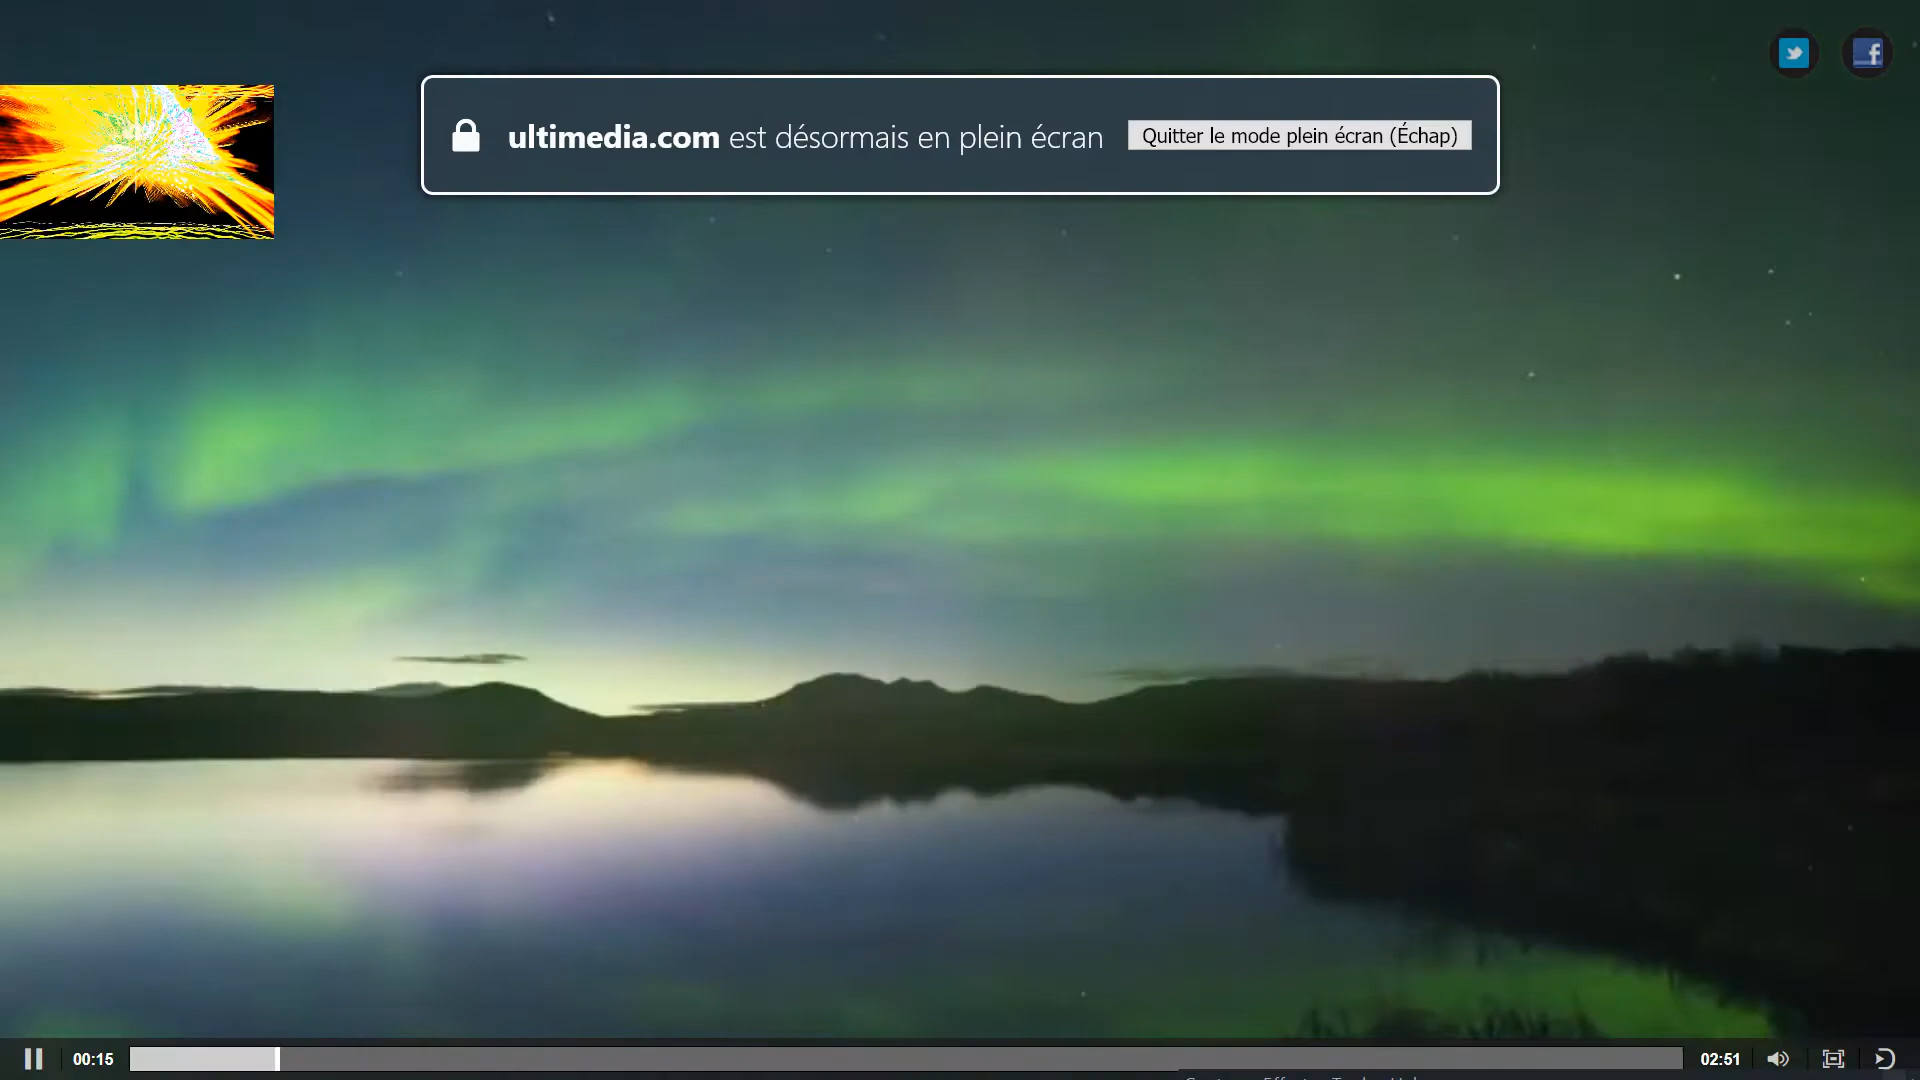 ultimedia.com est désormais en plein écran Quitter le mode plein écran (Échap)
00:15 02:51